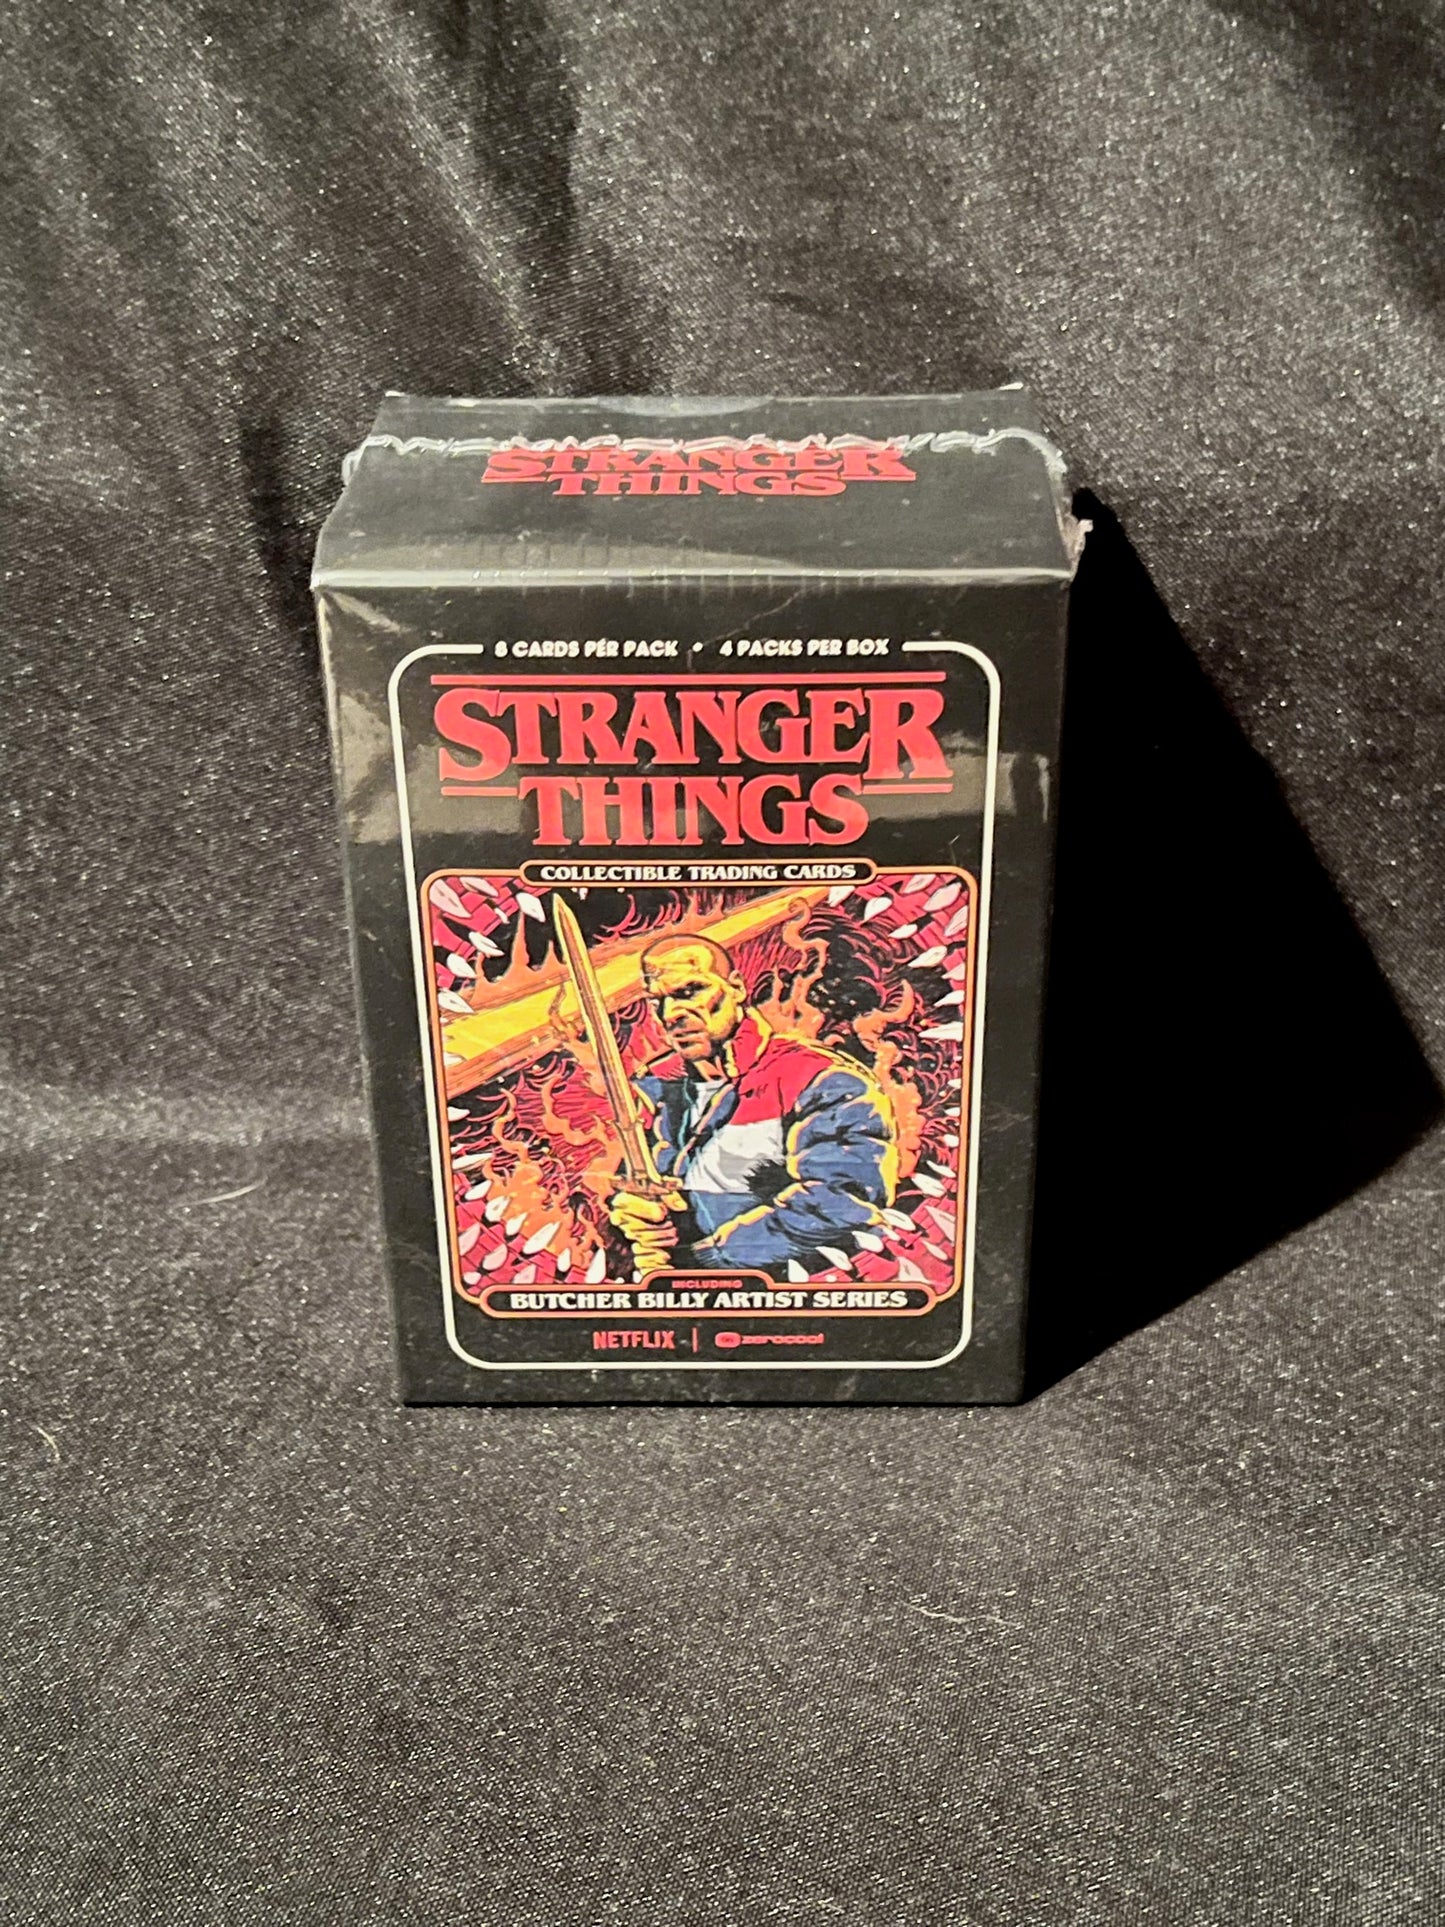 STRANGER
THINGS
8 CARDS PER PACK • 4 PACKS PER BOX
STRANGER
THINGS
COLLECTIBLE TRADING CARDS
INCLUDING
BUTCHER BILLY ARTIST SERIES
NETFLIX | zerocool